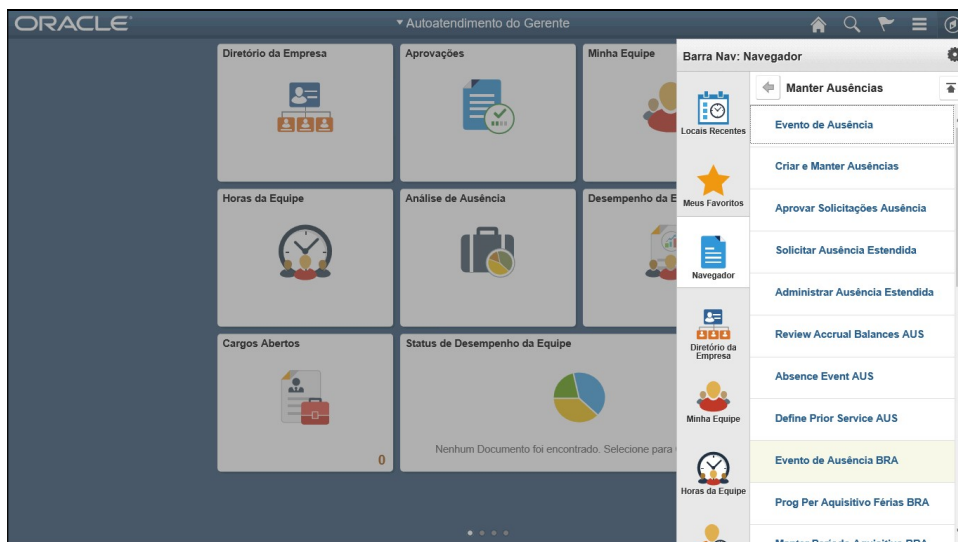 ORACLE
Autoatendimento do Gerente
Diretório da Empresa
Aprovações
Minha Equipe
Horas da Equipe
Análise de Ausência
Desempenho da E
Cargos Abertos
0
Status de Desempenho da Equipe
Nenhum Documento foi encontrado. Selecione para
Barra Nav: Navegador
Locais Recentes
Meus Favoritos
Navegador
Diretório da
Empresa
Minha Equipe
Horas da Equipe
Manter Ausências
Evento de Ausência
Criar e Manter Ausências
Aprovar Solicitações Ausência
Solicitar Ausência Estendida
Administrar Ausência Estendida
Review Accrual Balances AUS
Absence Event AUS
Define Prior Service AUS
Evento de Ausência BRA
Prog Per Aquisitivo Férias BRA
Manter Período Aquisitivo BRA